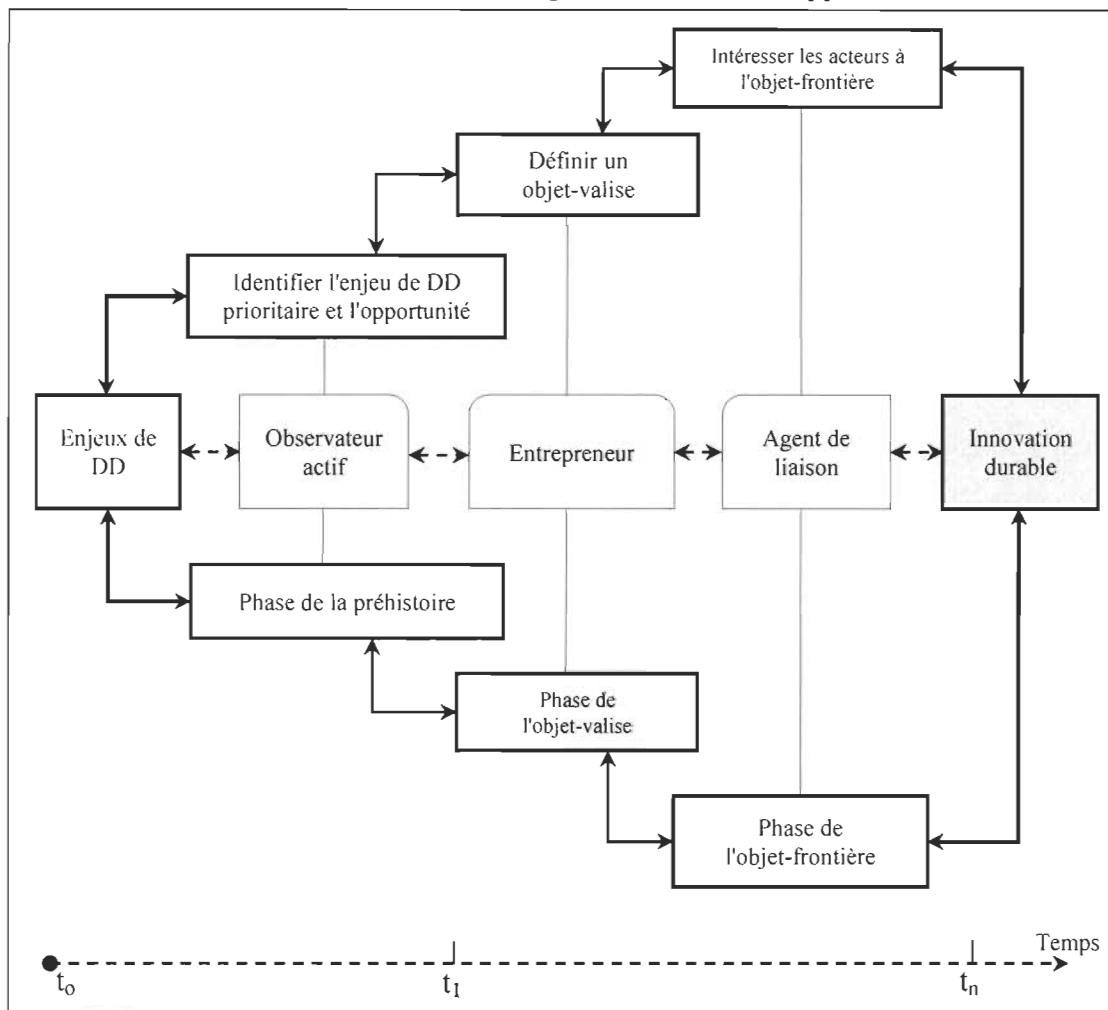 Intéresser les acteurs à
l'objet-frontière
Définir un
objet-valise
Identifier l'enjeu de DD
prioritaire et l'opportunité
Enjeux de
DD
Observateur
actif
Entrepreneur
Agent de
liaison
Innovation
durable
Phase de la préhistoire
Phase de
l'objet-valise
Phase de
l'objet-frontière
Temps
t₀
t₁
tₙ